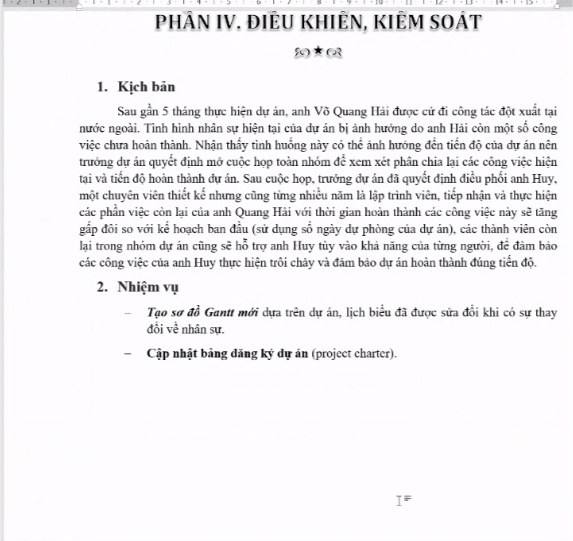 PHẦN IV. ĐIỀU KHIỂN, KIỂM SOÁT
1. Kịch bản
Sau gần 5 tháng thực hiện dự án, anh Võ Quang Hải được cử đi công tác đột xuất tại
nước ngoài. Tình hình nhân sự hiện tại của dự án bị ảnh hưởng do anh Hải còn một số công
việc chưa hoàn thành. Nhận thấy tình huống này có thể ảnh hưởng đến tiến độ của dự án nên
trưởng dự án quyết định mở cuộc họp toàn nhóm để xem xét phân chia lại các công việc hiện
tại và tiến độ hoàn thành dự án. Sau cuộc họp, trưởng dự án đã quyết định điều phối anh Huy,
một chuyên viên thiết kế nhưng cũng từng nhiều năm là lập trình viên, tiếp nhận và thực hiện
các phần việc còn lại của anh Quang Hải với thời gian hoàn thành các công việc này sẽ tăng
gấp đôi so với kế hoạch ban đầu (sử dụng số ngày dự phòng của dự án), các thành viên còn
lại trong nhóm dự án cũng sẽ hỗ trợ anh Huy tùy vào khả năng của từng người, để đảm bảo
các công việc của anh Huy thực hiện trôi chảy và đảm bảo dự án hoàn thành đúng tiến độ.
2. Nhiệm vụ
– Tạo sơ đồ Gantt mới dựa trên dự án, lịch biểu đã được sửa đổi khi có sự thay
đổi về nhân sự.
– Cập nhật bảng đăng ký dự án (project charter).